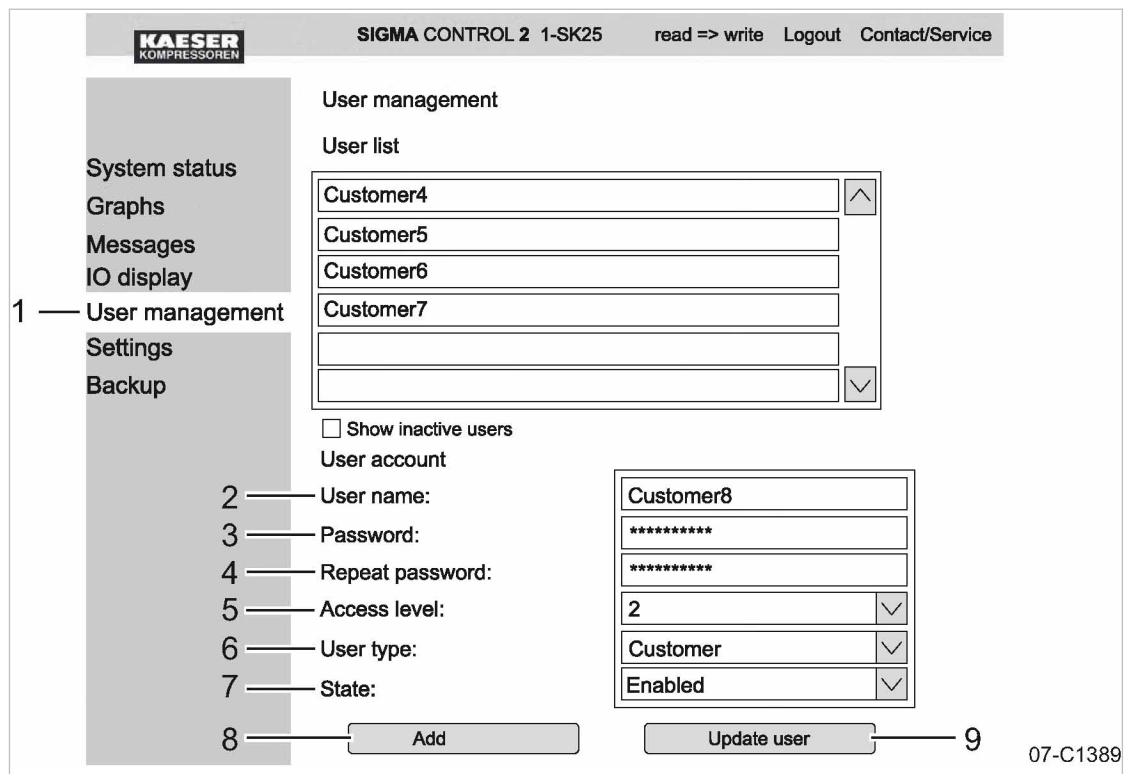 KAESER
KOMPRESSOREN
SIGMA CONTROL 2 1-SK25 read => write Logout Contact/Service
System status
Graphs
Messages
IO display
1 User management
Settings
Backup
User management
User list
Customer4
Customer5
Customer6
Customer7
Show inactive users
User account
2 User name: Customer8
3 Password: **********
4 Repeat password: **********
5 Access level: 2
6 User type: Customer
7 State: Enabled
8 Add Update user 9
07-C1389